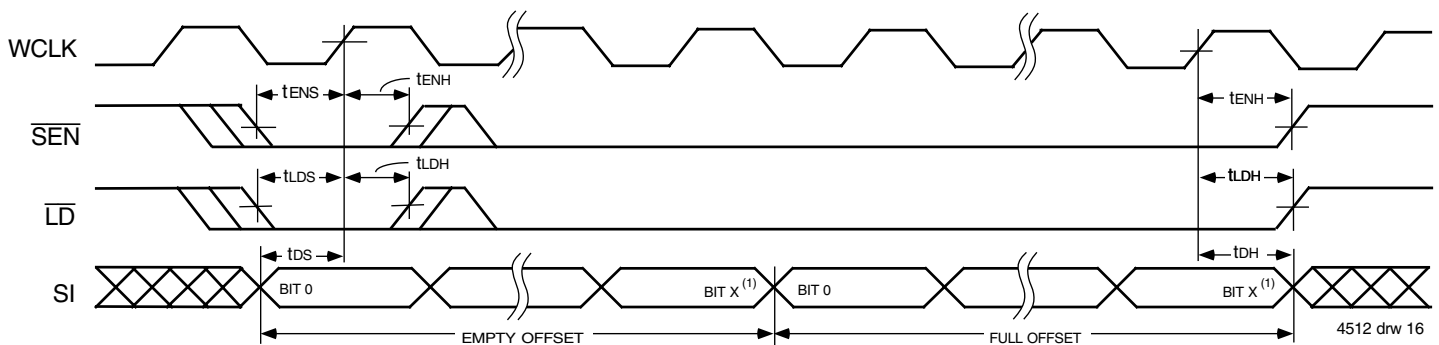 WCLK
tENS
tENH
tENH
SEN
tLDS
tLDH
tLDH
LD
tDS
tDH
SI
BIT 0
BIT X (1)
BIT 0
BIT X (1)
EMPTY OFFSET
FULL OFFSET
4512 drw 16